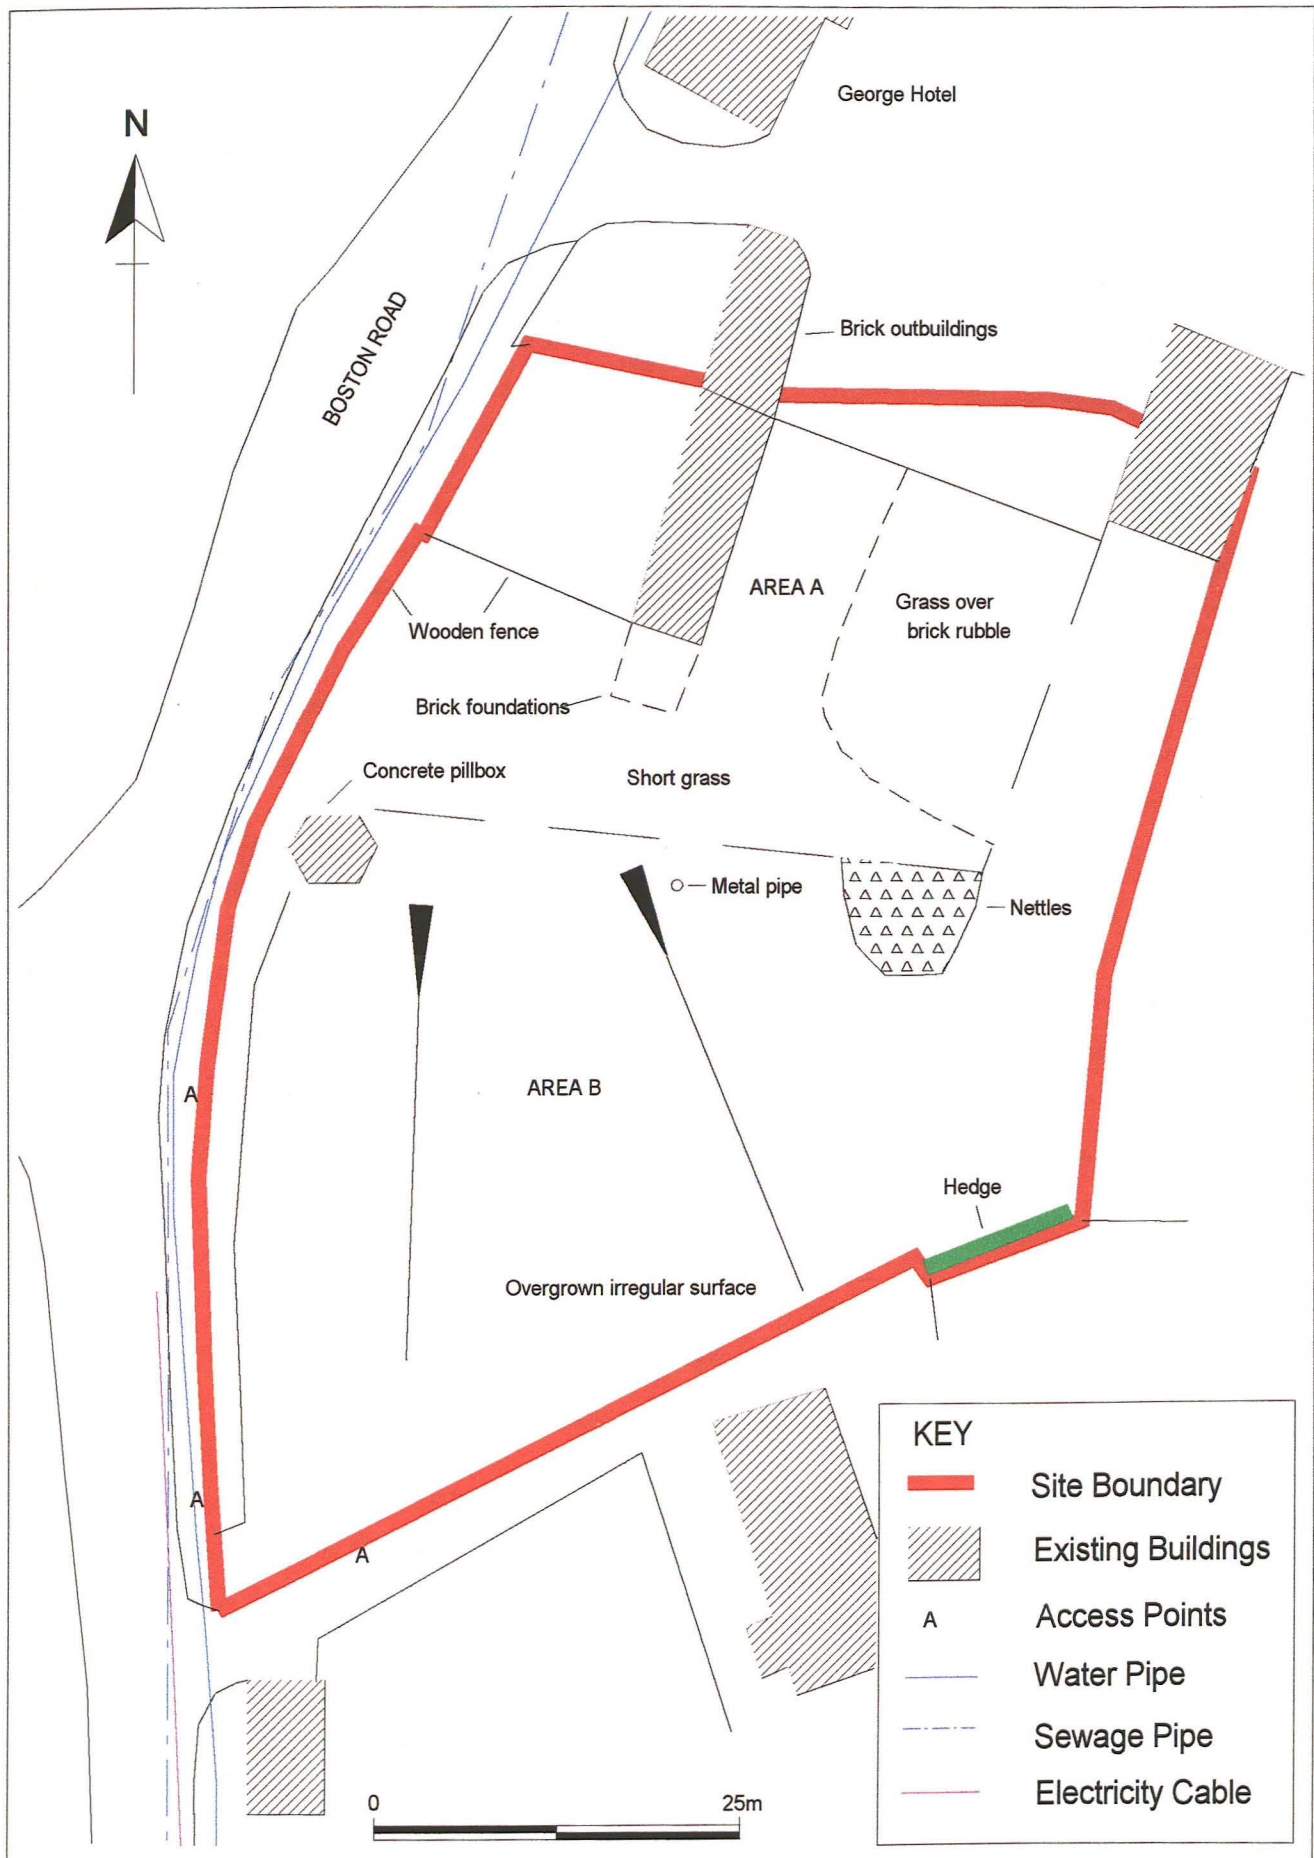 George Hotel
N
BOSTON ROAD
Brick outbuildings
AREA A
Grass over
brick rubble
Wooden fence
Brick foundations
Concrete pillbox
Short grass
Metal pipe
Nettles
A
AREA B
Hedge
Overgrown irregular surface
A
A
KEY
Site Boundary
Existing Buildings
A Access Points
Water Pipe
Sewage Pipe
Electricity Cable
0 25m